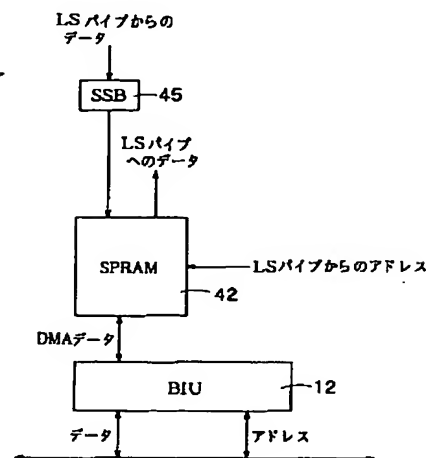 LSパイプからの
データ
SSB
45
LSパイプ
へのデータ
SPRAM
LSパイプからのアドレス
42
DMAデータ
BIU
12
データ
アドレス